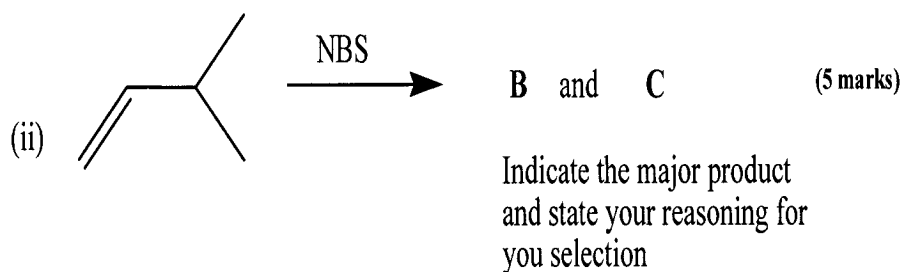 NBS
(ii)
B and C (5 marks)
Indicate the major product
and state your reasoning for
you selection